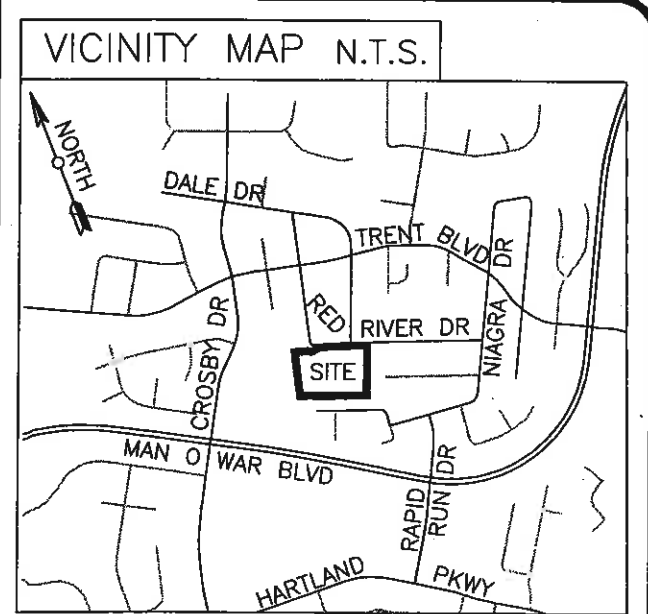 VICINITY MAP N.T.S.
NORTH
DALE DR
TRENT BLVD
NIAGRA DR
RED
RIVER DR
SITE
CROSBY DR
MAN O WAR BLVD
RAPID
RUN DR
HARTLAND PKWY